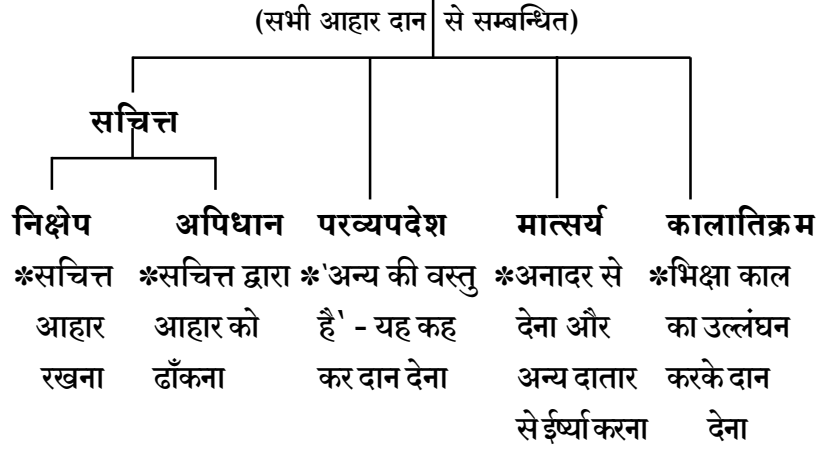 (सभी आहार दान से सम्बन्धित)
सचित्त
निक्षेप अपिधान परव्यपदेश मात्सर्य कालातिक्रम
*सचित्त *सचित्त द्वारा *'अन्य की वस्तु *अनादर से *भिक्षा काल
आहार आहार को है' - यह कह देना और का उल्लंघन
रखना ढाँकना कर दान देना अन्य दातार करके दान
से ईर्ष्या करना देना